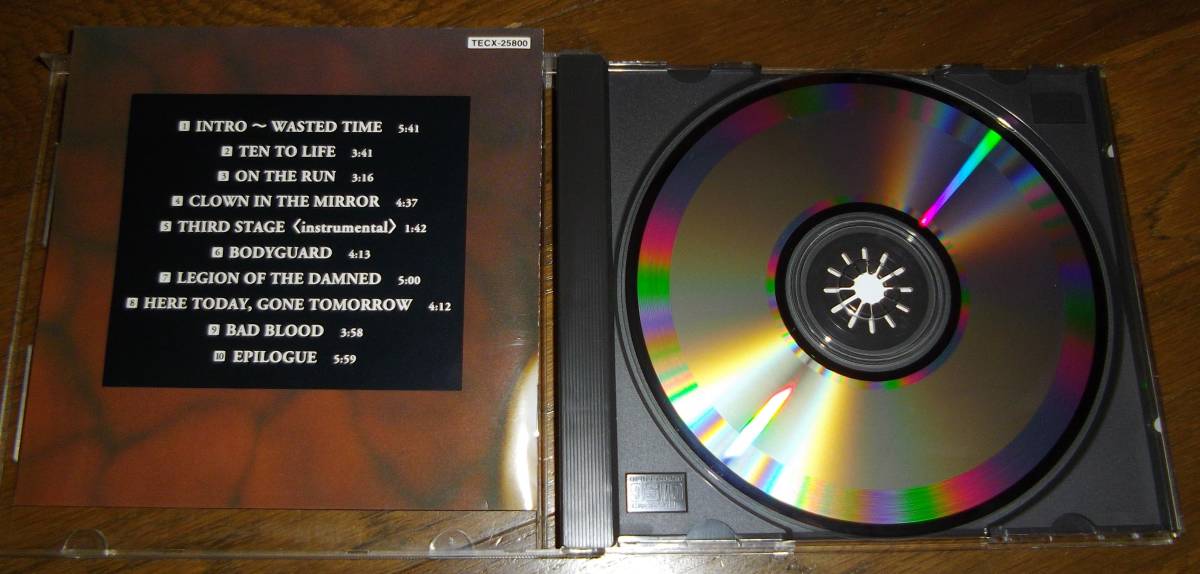 TECX-25800
1 INTRO ～ WASTED TIME 5:41
2 TEN TO LIFE 3:41
3 ON THE RUN 3:16
4 CLOWN IN THE MIRROR 4:37
5 THIRD STAGE 〈instrumental〉 1:42
6 BODYGUARD 4:13
7 LEGION OF THE DAMNED 5:00
8 HERE TODAY, GONE TOMORROW 4:12
9 BAD BLOOD 3:58
10 EPILOGUE 5:59